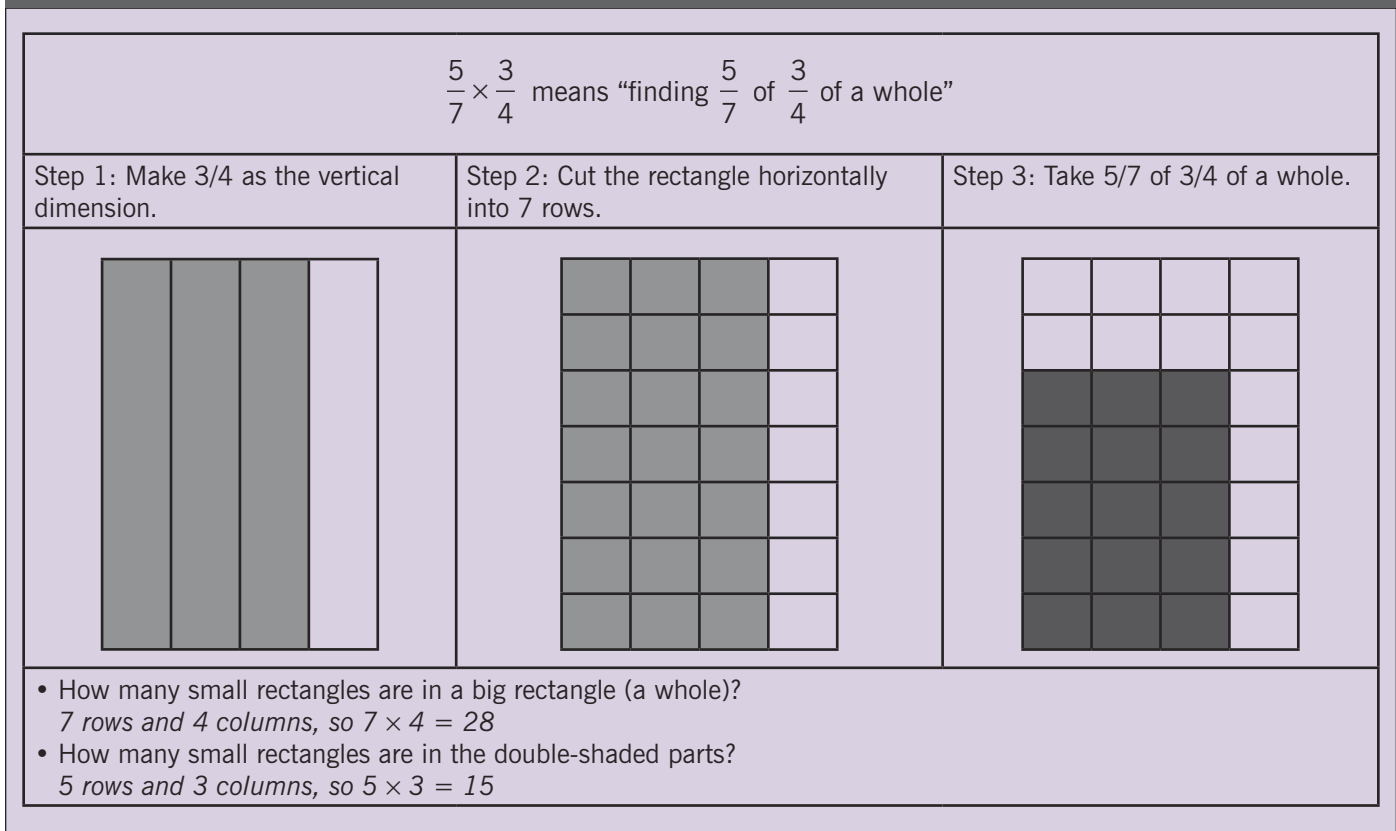 5/7 × 3/4 means “finding 5/7 of 3/4 of a whole”
Step 1: Make 3/4 as the vertical
dimension.
Step 2: Cut the rectangle horizontally
into 7 rows.
Step 3: Take 5/7 of 3/4 of a whole.
• How many small rectangles are in a big rectangle (a whole)?
7 rows and 4 columns, so 7 × 4 = 28
• How many small rectangles are in the double-shaded parts?
5 rows and 3 columns, so 5 × 3 = 15